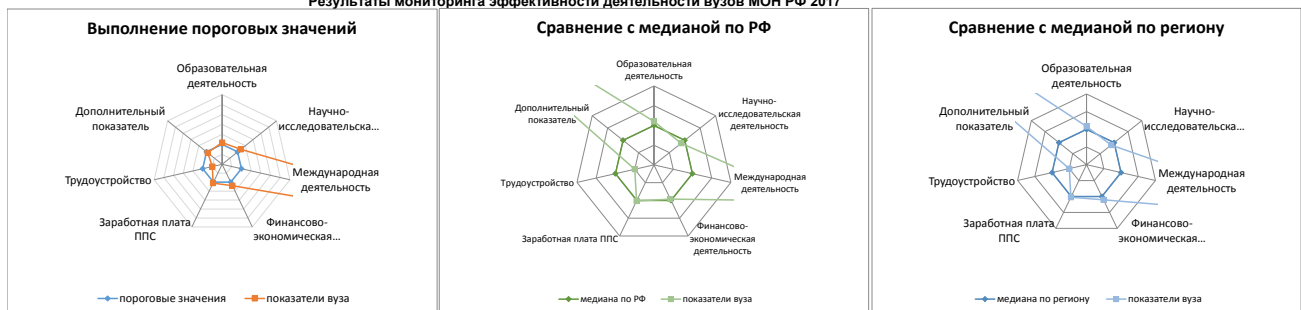 Результаты мониторинга эффективности деятельности вузов МОН РФ 2017
Выполнение пороговых значений
Образовательная
деятельность
Научно-
исследовательска...
Международная
деятельность
Финансово-
экономическая...
Заработная плата
ППС
Трудоустройство
Дополнительный
показатель
пороговые значения
показатели вуза
Сравнение с медианой по РФ
Образовательная
деятельность
Научно-
исследовательская
деятельность
Международная
деятельность
Финансово-
экономическая
деятельность
Заработная плата ППС
Трудоустройство
Дополнительный
показатель
медиана по РФ
показатели вуза
Сравнение с медианой по региону
Образовательная
деятельность
Научно-
исследовательска...
Международная
деятельность
Финансово-
экономическая...
Заработная плата
ППС
Трудоустройство
Дополнительный
показатель
медиана по региону
показатели вуза